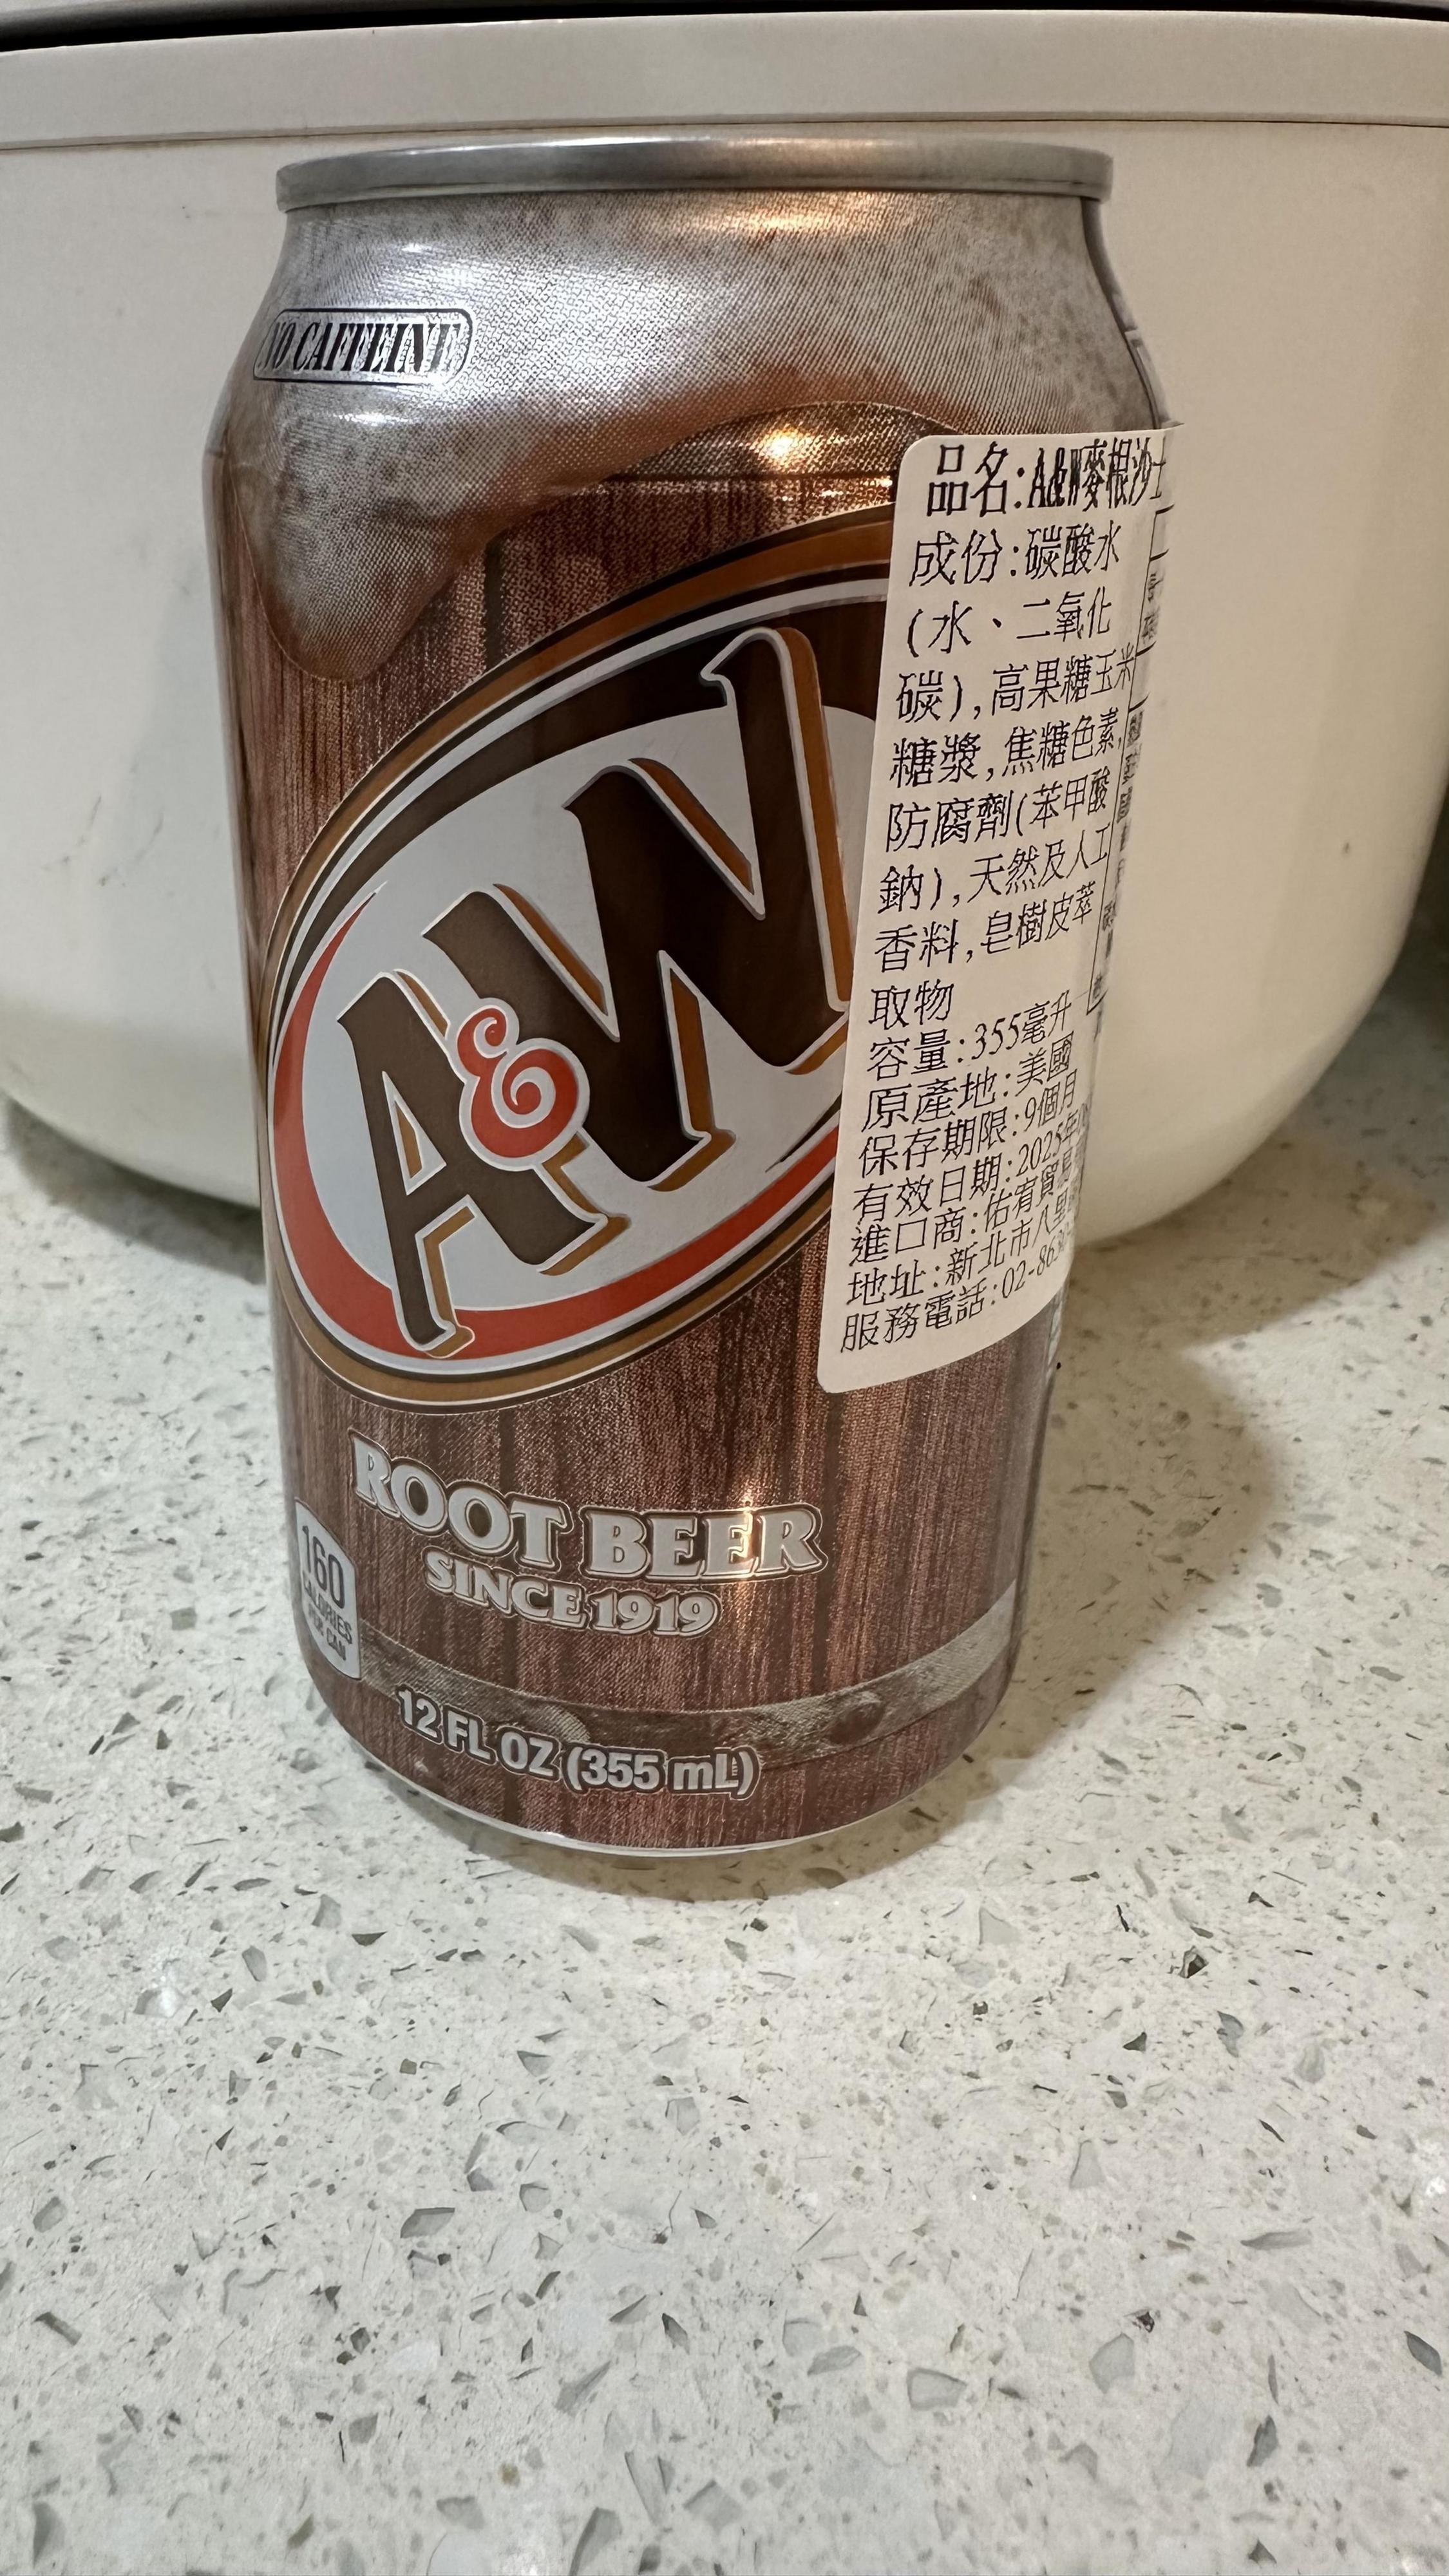 NO CAFFEINE
A&W
ROOT BEER
SINCE 1919
160
CALORIES
PER CAN
12 FL OZ (355 mL)
品名:A&W麥根沙士
成份:碳酸水
(水、二氧化
碳),高果糖玉米
糖漿,焦糖色素,
防腐劑(苯甲酸
鈉),天然及人工
香料,皂樹皮萃
取物
容量:355毫升
原產地:美國
保存期限:9個月
有效日期:2025年
進口商:佑宥貿易
地址:新北市八里
服務電話:02-863